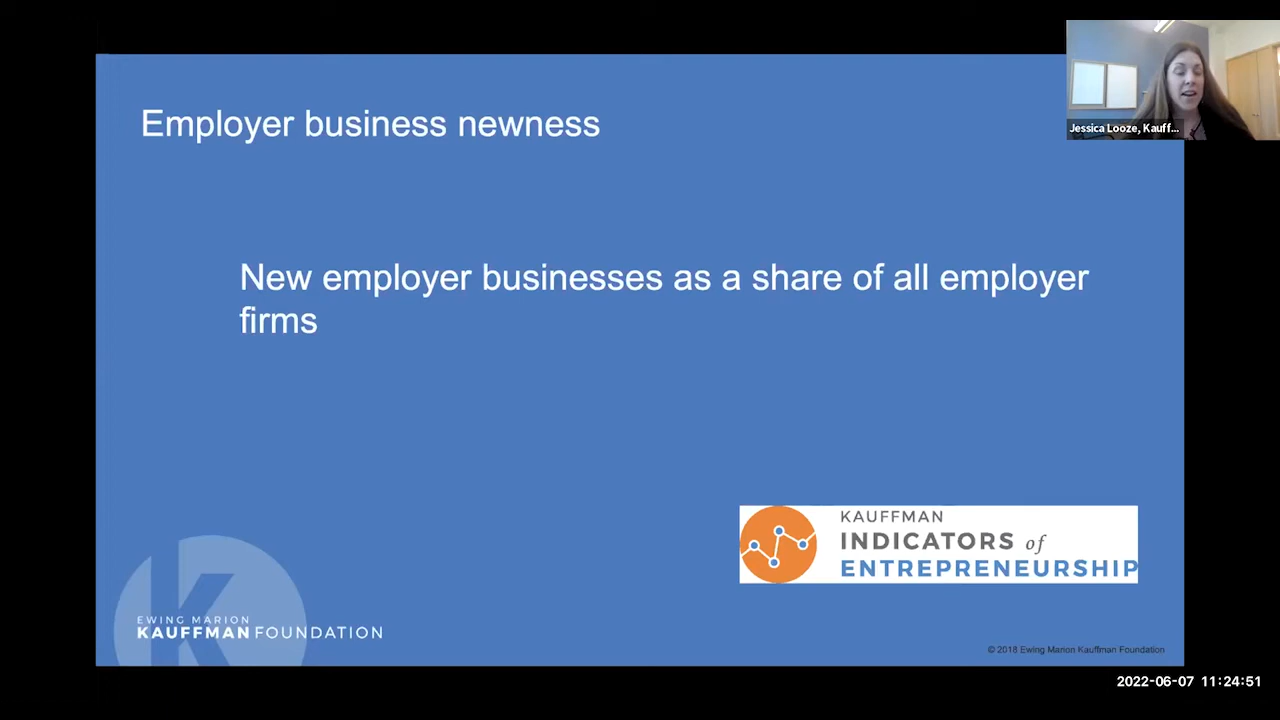 Employer business newness
Jessica Looze, Kauff...
New employer businesses as a share of all employer
firms
KAUFFMAN
INDICATORS of
ENTREPRENEURSHIP
EWING MARION
KAUFFMAN FOUNDATION
© 2018 Ewing Marion Kauffman Foundation
2022-06-07 11:24:51